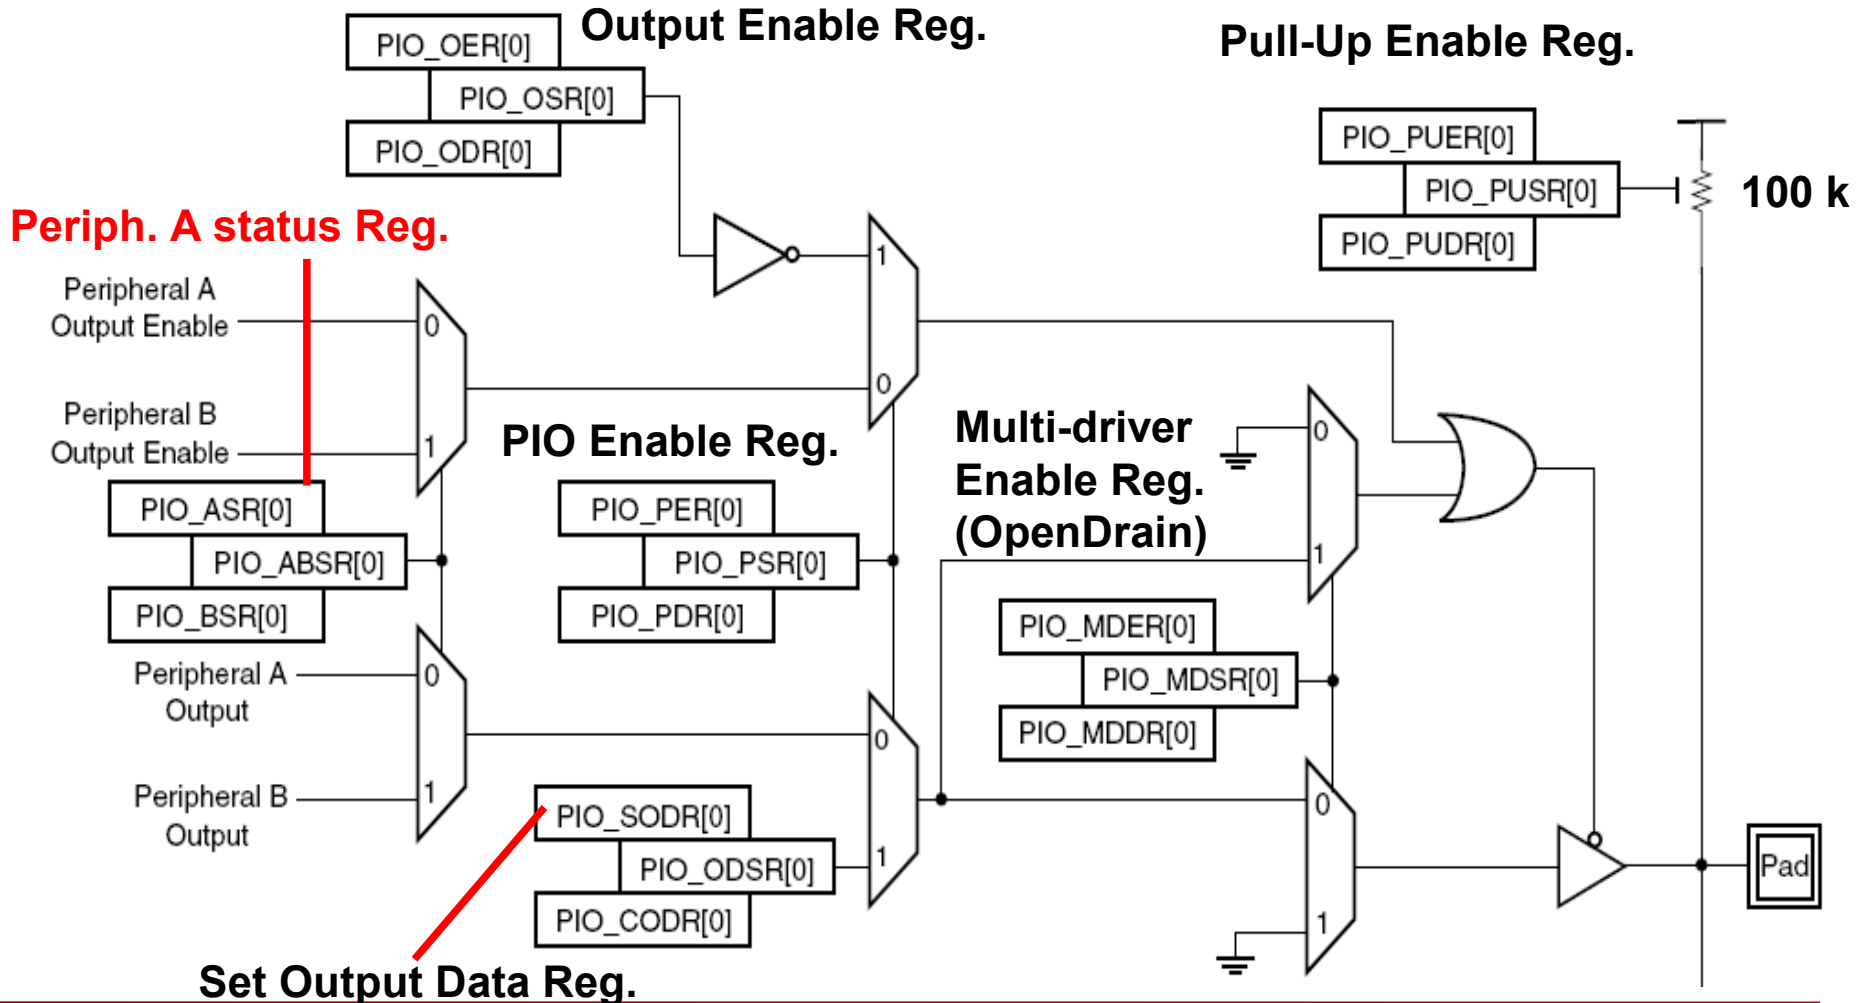 Output Enable Reg.
Pull-Up Enable Reg.
PIO_OER[0]
PIO_OSR[0]
PIO_ODR[0]
PIO_PUER[0]
PIO_PUSR[0]
PIO_PUDR[0]
100 k
Periph. A status Reg.
Peripheral A
Output Enable
0
1
1
0
Peripheral B
Output Enable
PIO Enable Reg.
Multi-driver
Enable Reg.
(OpenDrain)
0
1
PIO_ASR[0]
PIO_ABSR[0]
PIO_BSR[0]
PIO_PER[0]
PIO_PSR[0]
PIO_PDR[0]
PIO_MDER[0]
PIO_MDSR[0]
PIO_MDDR[0]
Peripheral A
Output
0
1
Peripheral B
Output
0
1
PIO_SODR[0]
PIO_ODSR[0]
PIO_CODR[0]
0
1
Pad
Set Output Data Reg.